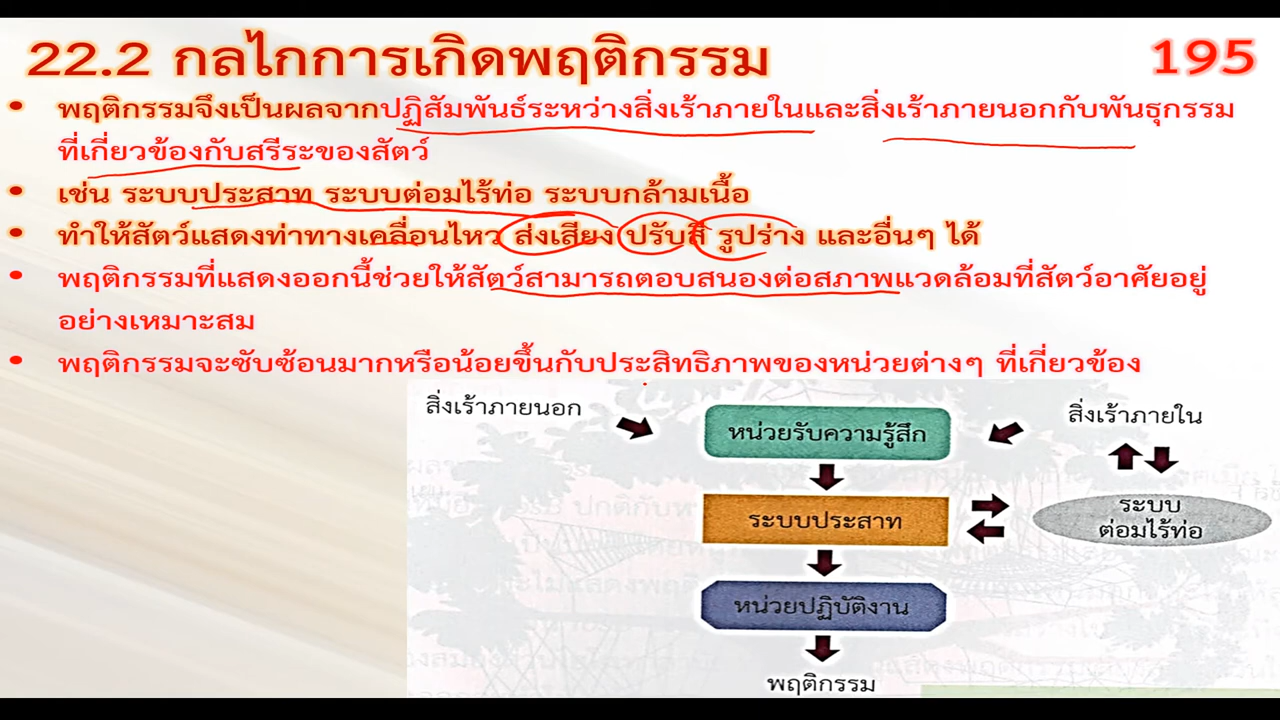 22.2 กลไกการเกิดพฤติกรรม
195
• พฤติกรรมจึงเป็นผลจากปฏิสัมพันธ์ระหว่างสิ่งเร้าภายในและสิ่งเร้าภายนอกกับพันธุกรรม
ที่เกี่ยวข้องกับสรีระของสัตว์
• เช่น ระบบประสาท ระบบต่อมไร้ท่อ ระบบกล้ามเนื้อ
• ทำให้สัตว์แสดงท่าทางเคลื่อนไหว ส่งเสียง ปรับสี รูปร่าง และอื่นๆ ได้
• พฤติกรรมที่แสดงออกนี้ช่วยให้สัตว์สามารถตอบสนองต่อสภาพแวดล้อมที่สัตว์อาศัยอยู่
อย่างเหมาะสม
• พฤติกรรมจะซับซ้อนมากหรือน้อยขึ้นกับประสิทธิภาพของหน่วยต่างๆ ที่เกี่ยวข้อง
สิ่งเร้าภายนอก
หน่วยรับความรู้สึก
สิ่งเร้าภายใน
ระบบประสาท
ระบบ
ต่อมไร้ท่อ
หน่วยปฏิบัติงาน
พฤติกรรม